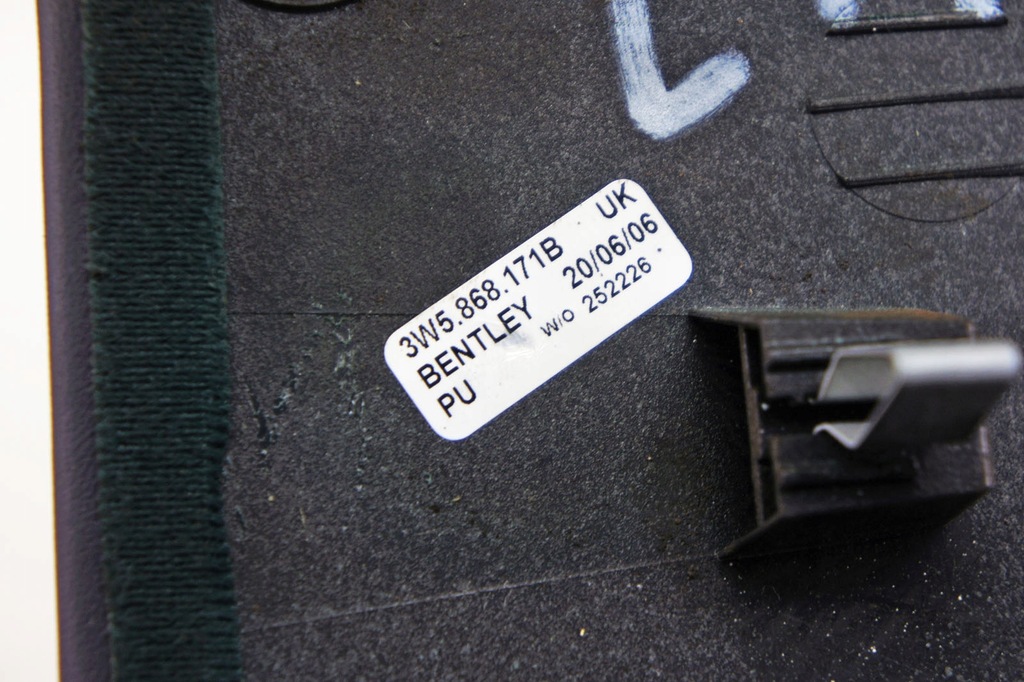 L
3W5.868.171B UK
BENTLEY 20/06/06
PU W/O 252226